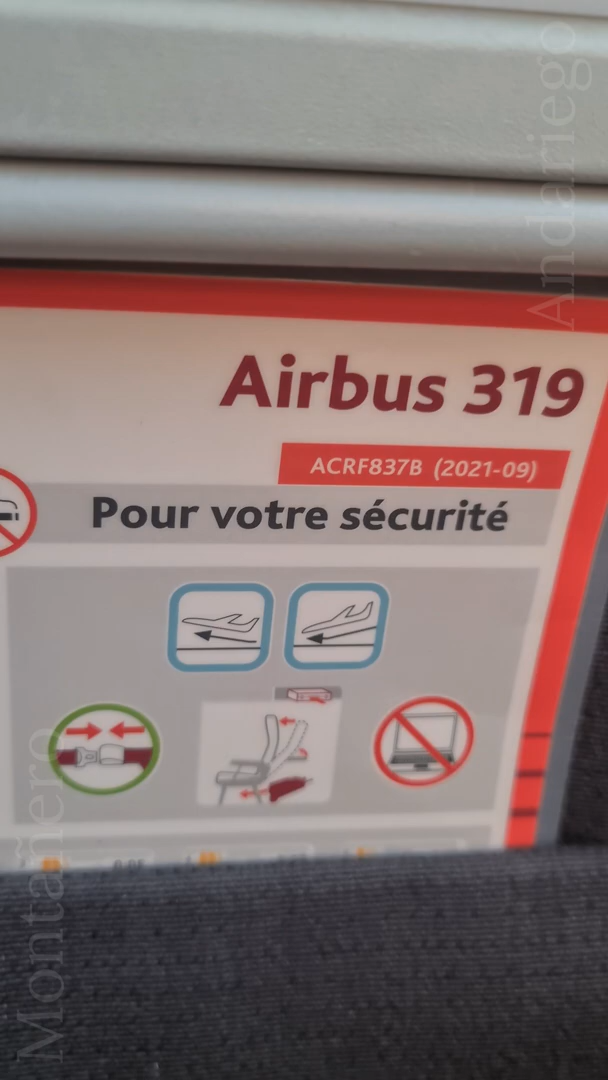 Andariego
Airbus 319
ACRF837B (2021-09)
Pour votre sécurité
Montañero